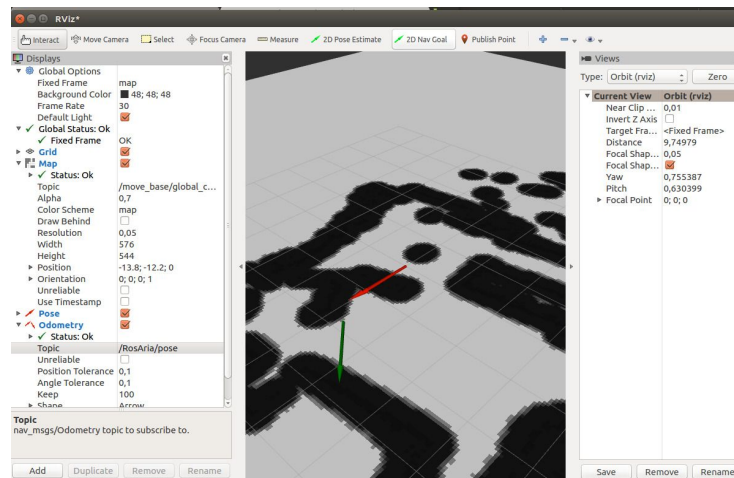 RViz*
Interact Move Camera Select Focus Camera Measure 2D Pose Estimate 2D Nav Goal Publish Point
Displays
Global Options
Fixed Frame map
Background Color 48; 48; 48
Frame Rate 30
Default Light
Global Status: Ok
Fixed Frame OK
Grid
Map
Status: Ok
Topic /move_base/global_c...
Alpha 0,7
Color Scheme map
Draw Behind
Resolution 0,05
Width 576
Height 544
Position -13.8; -12.2; 0
Orientation 0; 0; 0; 1
Unreliable
Use Timestamp
Pose
Odometry
Status: Ok
Topic /RosAria/pose
Unreliable
Position Tolerance 0,1
Angle Tolerance 0,1
Keep 100
Shape Arrow
Topic
nav_msgs/Odometry topic to subscribe to.
Add Duplicate Remove Rename
Views
Type: Orbit (rviz) Zero
Current View Orbit (rviz)
Near Clip ... 0,01
Invert Z Axis
Target Fra... <Fixed Frame>
Distance 9,74979
Focal Shap... 0,05
Focal Shap...
Yaw 0,755387
Pitch 0,630399
Focal Point 0; 0; 0
Save Remove Rename